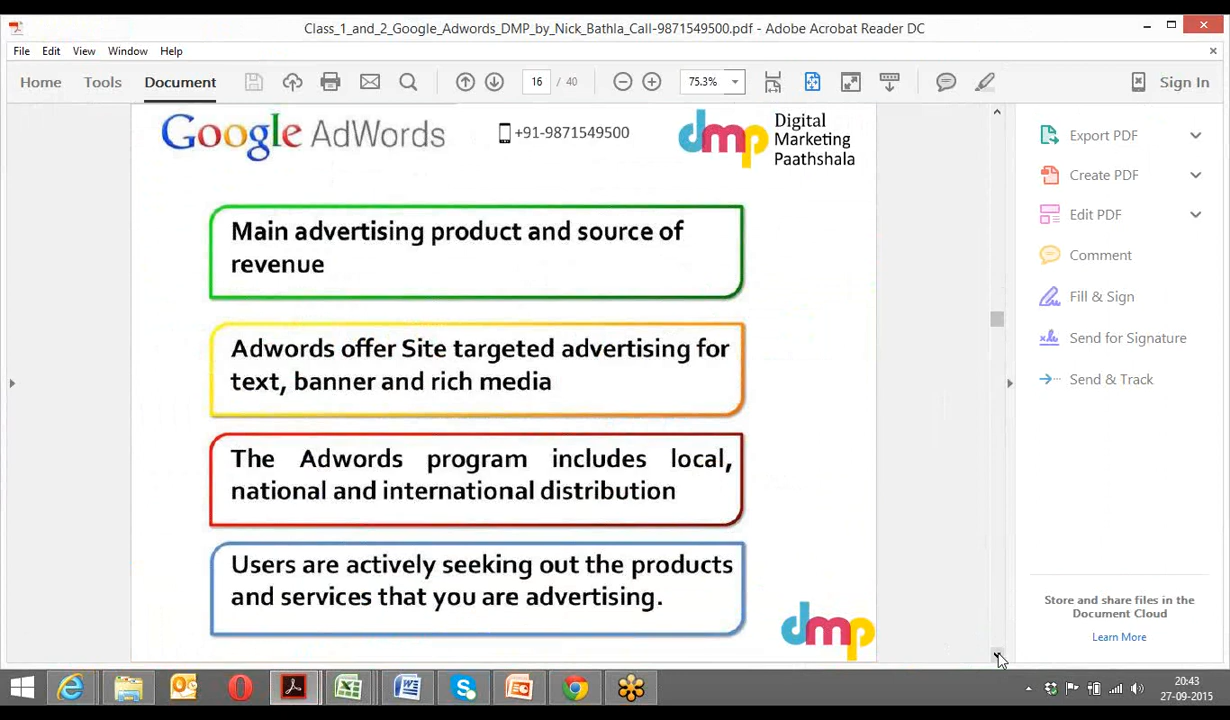 Class_1_and_2_Google_Adwords_DMP_by_Nick_Bathla_Call-9871549500.pdf - Adobe Acrobat Reader DC
File Edit View Window Help
Home Tools Document 16 / 40 75.3% Sign In
Google AdWords +91-9871549500 dmp Digital
Marketing
Paathshala
Main advertising product and source of
revenue
Adwords offer Site targeted advertising for
text, banner and rich media
The Adwords program includes local,
national and international distribution
Users are actively seeking out the products
and services that you are advertising.
dmp
Export PDF
Create PDF
Edit PDF
Comment
Fill & Sign
Send for Signature
Send & Track
Store and share files in the
Document Cloud
Learn More
20:43
27-09-2015